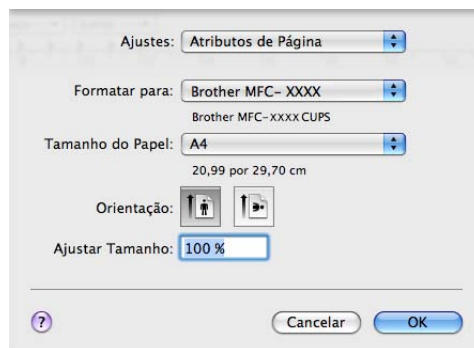 Ajustes: Atributos de Página
Formatar para: Brother MFC- XXXX
Brother MFC-XXXX CUPS
Tamanho do Papel: A4
20,99 por 29,70 cm
Orientação:
Ajustar Tamanho: 100 %
? Cancelar OK